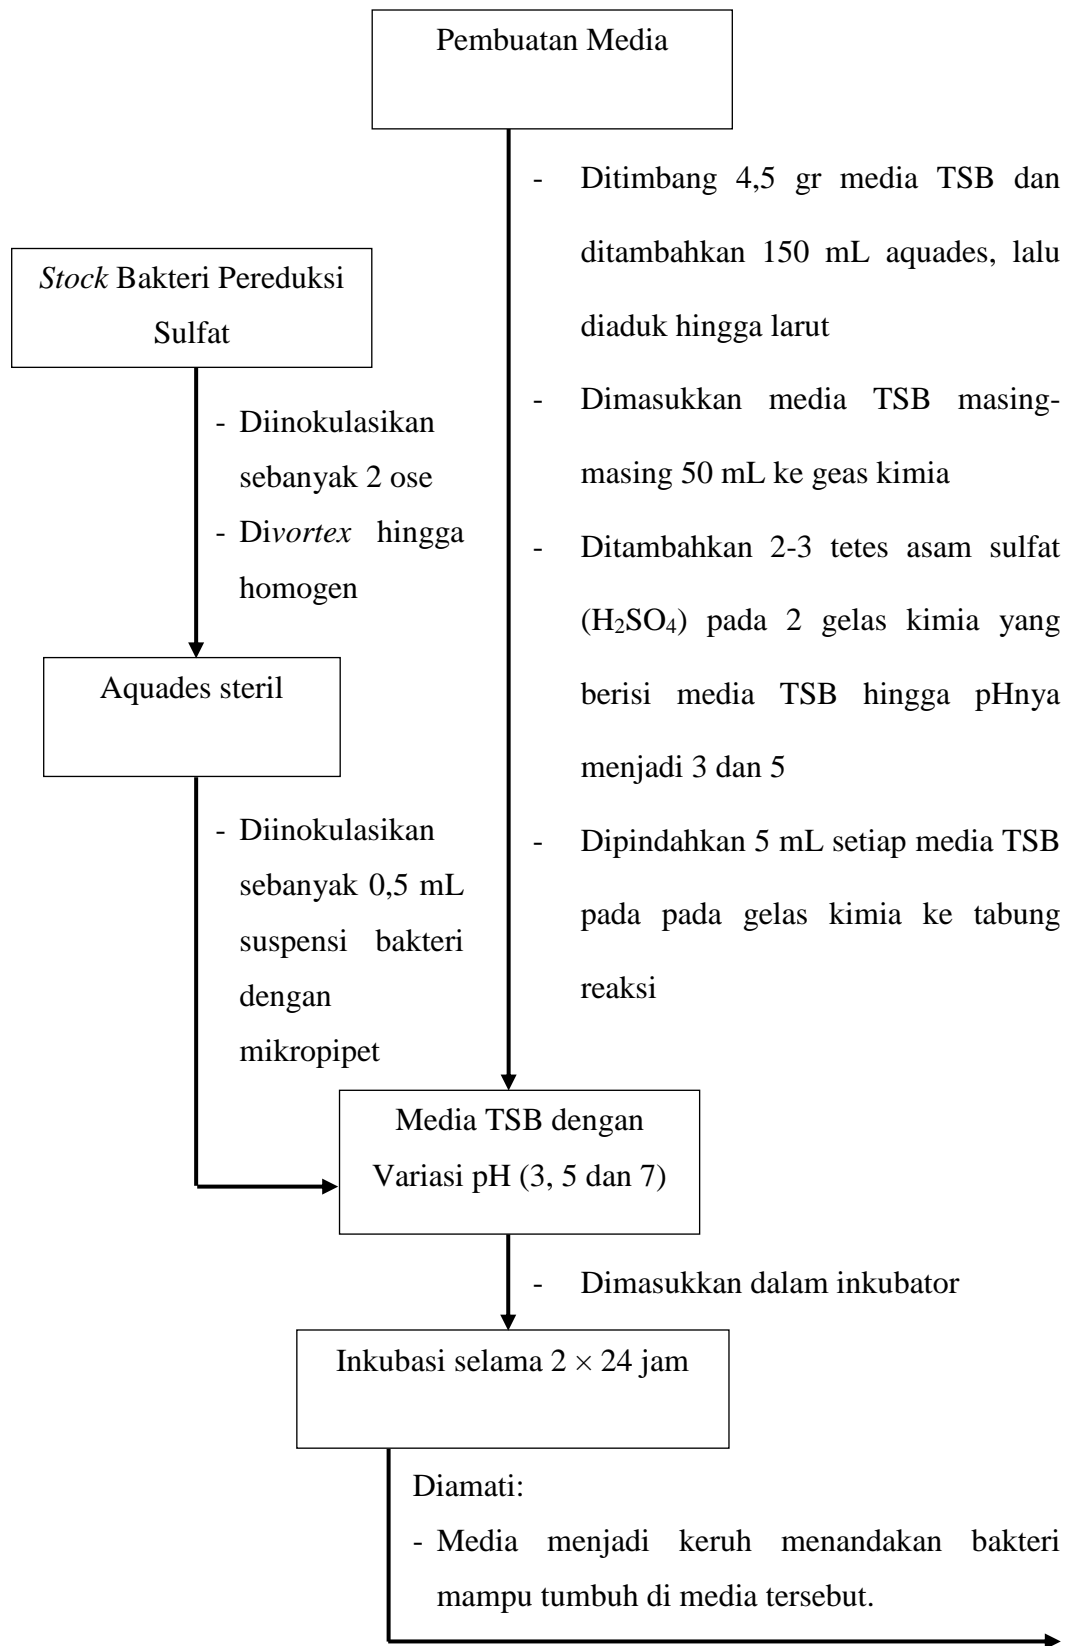 Pembuatan Media
- Ditimbang 4,5 gr media TSB dan
ditambahkan 150 mL aquades, lalu
diaduk hingga larut
- Dimasukkan media TSB masing-
masing 50 mL ke geas kimia
- Ditambahkan 2-3 tetes asam sulfat
(H₂SO₄) pada 2 gelas kimia yang
berisi media TSB hingga pHnya
menjadi 3 dan 5
- Dipindahkan 5 mL setiap media TSB
pada pada gelas kimia ke tabung
reaksi
Stock Bakteri Pereduksi
Sulfat
- Diinokulasikan
sebanyak 2 ose
- Divortex hingga
homogen
Aquades steril
- Diinokulasikan
sebanyak 0,5 mL
suspensi bakteri
dengan
mikropipet
Media TSB dengan
Variasi pH (3, 5 dan 7)
- Dimasukkan dalam inkubator
Inkubasi selama 2 × 24 jam
Diamati:
- Media menjadi keruh menandakan bakteri
mampu tumbuh di media tersebut.